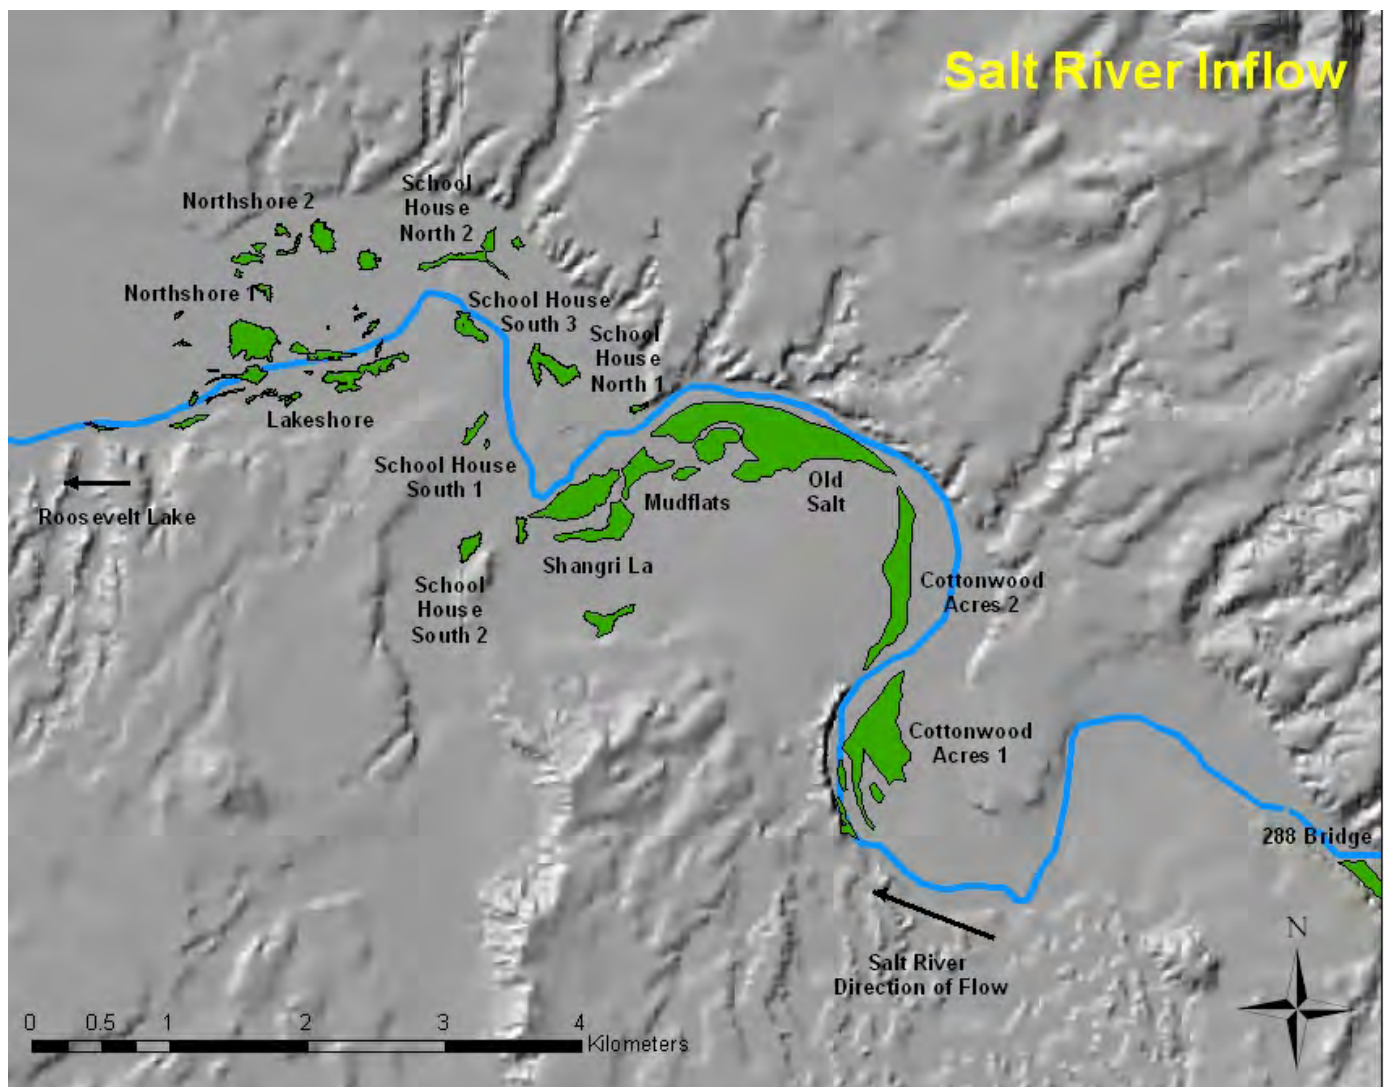 Salt River Inflow
Northshore 2
School
House
North 2
Northshore 1
School House
South 3
School
House
North 1
Lakeshore
School House
South 1
Mudflats
Old
Salt
Roosevelt Lake
Shangri La
School
House
South 2
Cottonwood
Acres 2
Cottonwood
Acres 1
288 Bridge
N
Salt River
Direction of Flow
0 0.5 1 2 3 4
Kilometers